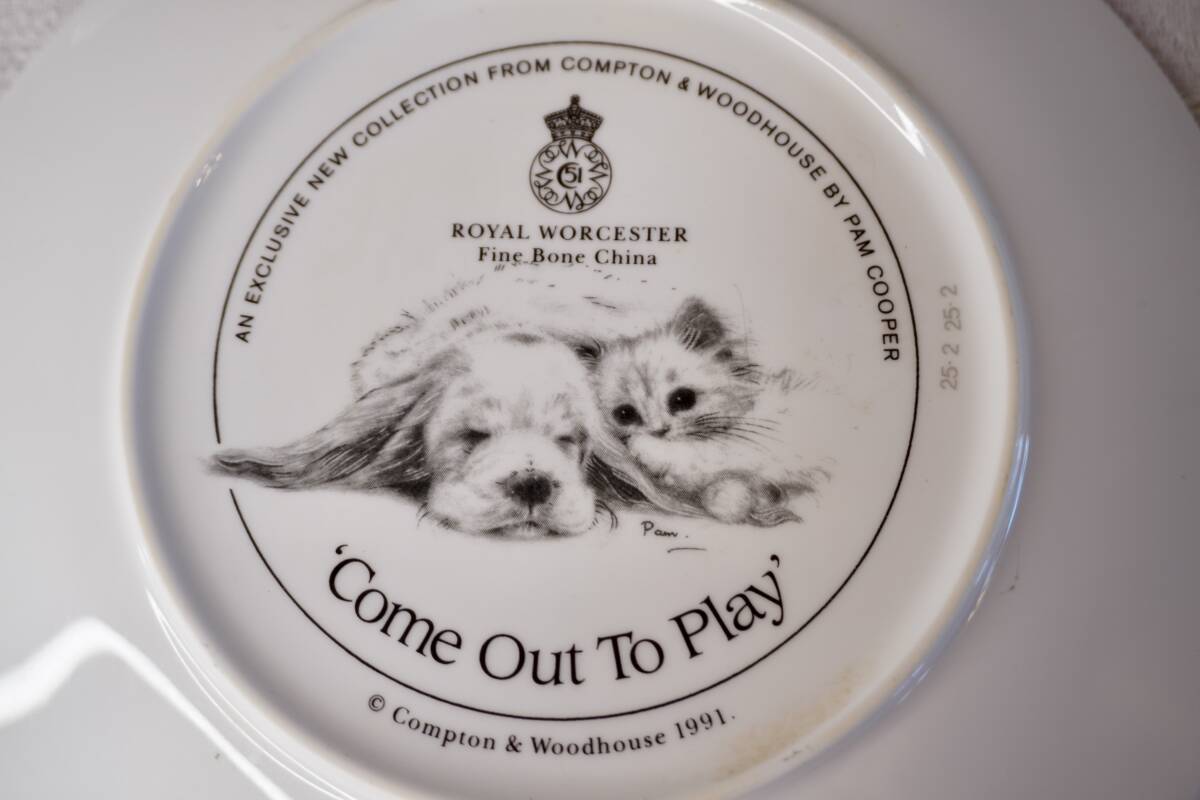 AN EXCLUSIVE NEW COLLECTION FROM COMPTON & WOODHOUSE BY PAM COOPER
51
ROYAL WORCESTER
Fine Bone China
Pam.
'Come Out To Play'
© Compton & Woodhouse 1991.
25·2 25·2